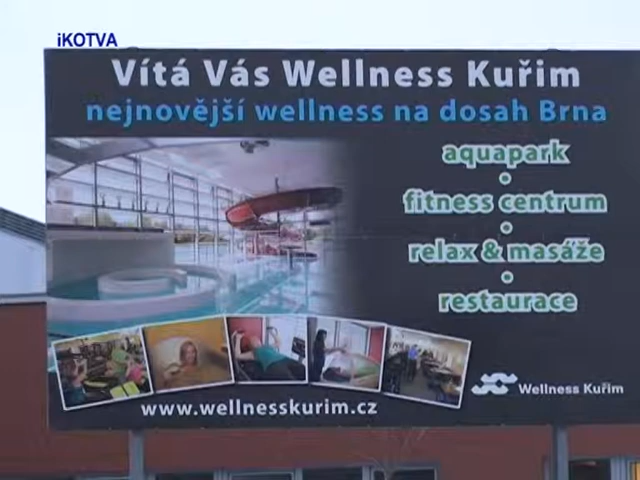 iKOTVA
Vítá Vás Wellness Kuřim
nejnovější wellness na dosah Brna
aquapark
•
fitness centrum
•
relax & masáže
•
restaurace
Wellness Kuřim
www.wellnesskurim.cz